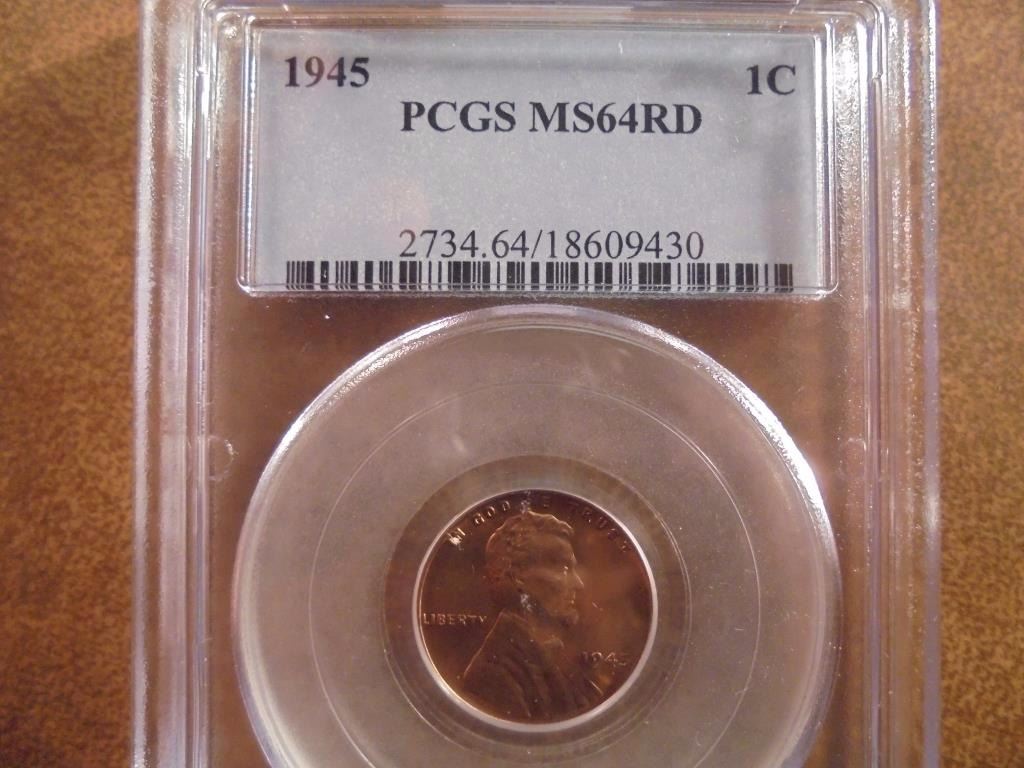 1945 1C
PCGS MS64RD
2734.64/18609430
IN GOD WE TRUST
LIBERTY
1945